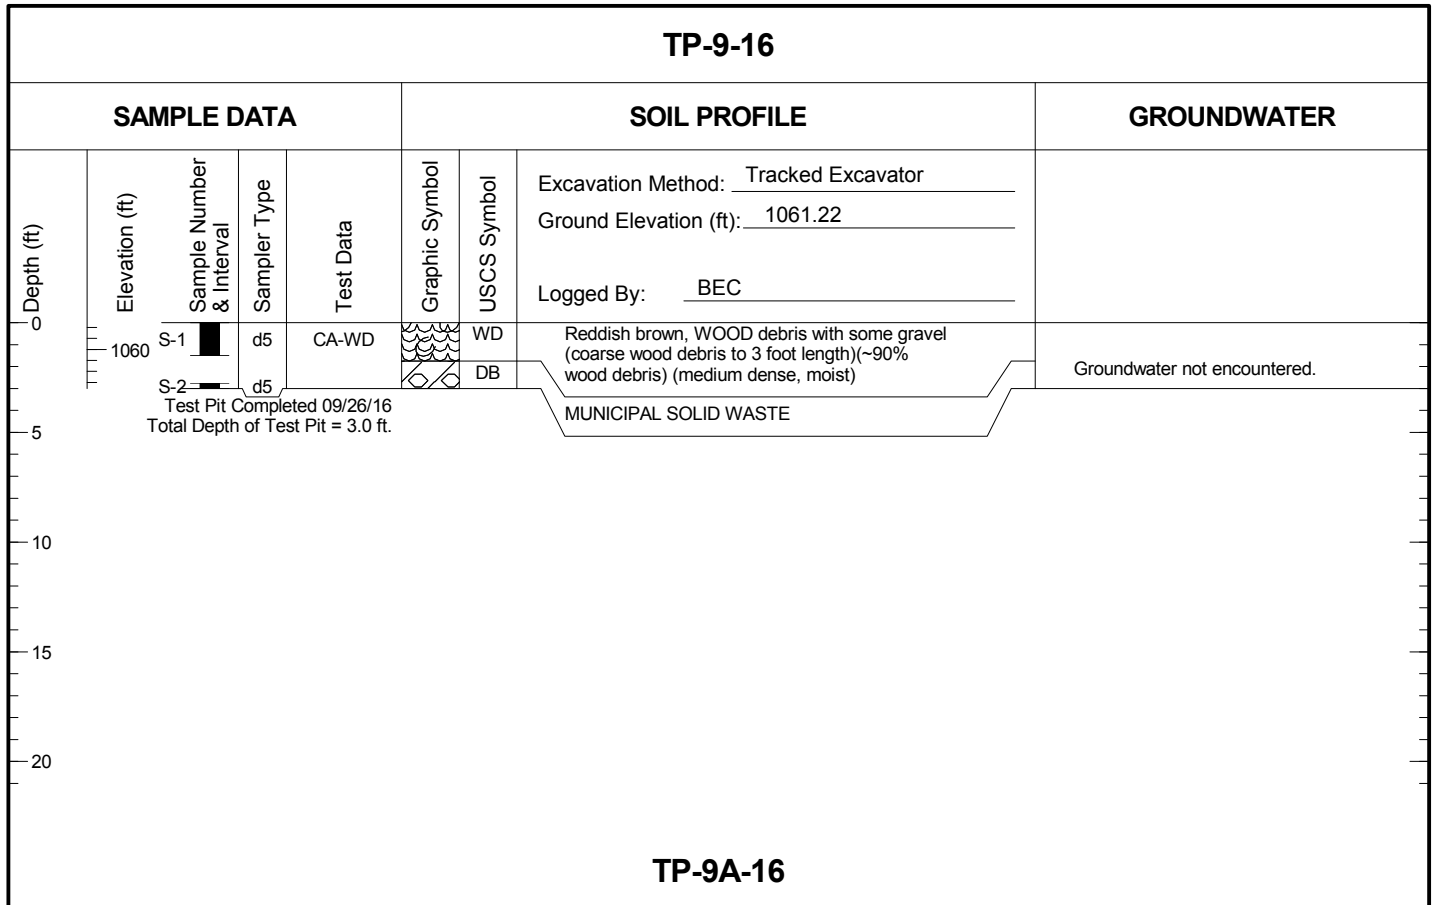 TP-9-16
SAMPLE DATA
SOIL PROFILE
GROUNDWATER
Depth (ft)
Elevation (ft)
Sample Number
& Interval
Sampler Type
Test Data
Graphic Symbol
USCS Symbol
Excavation Method: Tracked Excavator
Ground Elevation (ft): 1061.22
Logged By: BEC
0
1060
S-1
d5
CA-WD
WD
Reddish brown, WOOD debris with some gravel
(coarse wood debris to 3 foot length)(~90%
wood debris) (medium dense, moist)
S-2
d5
DB
MUNICIPAL SOLID WASTE
Groundwater not encountered.
Test Pit Completed 09/26/16
Total Depth of Test Pit = 3.0 ft.
5
10
15
20
TP-9A-16